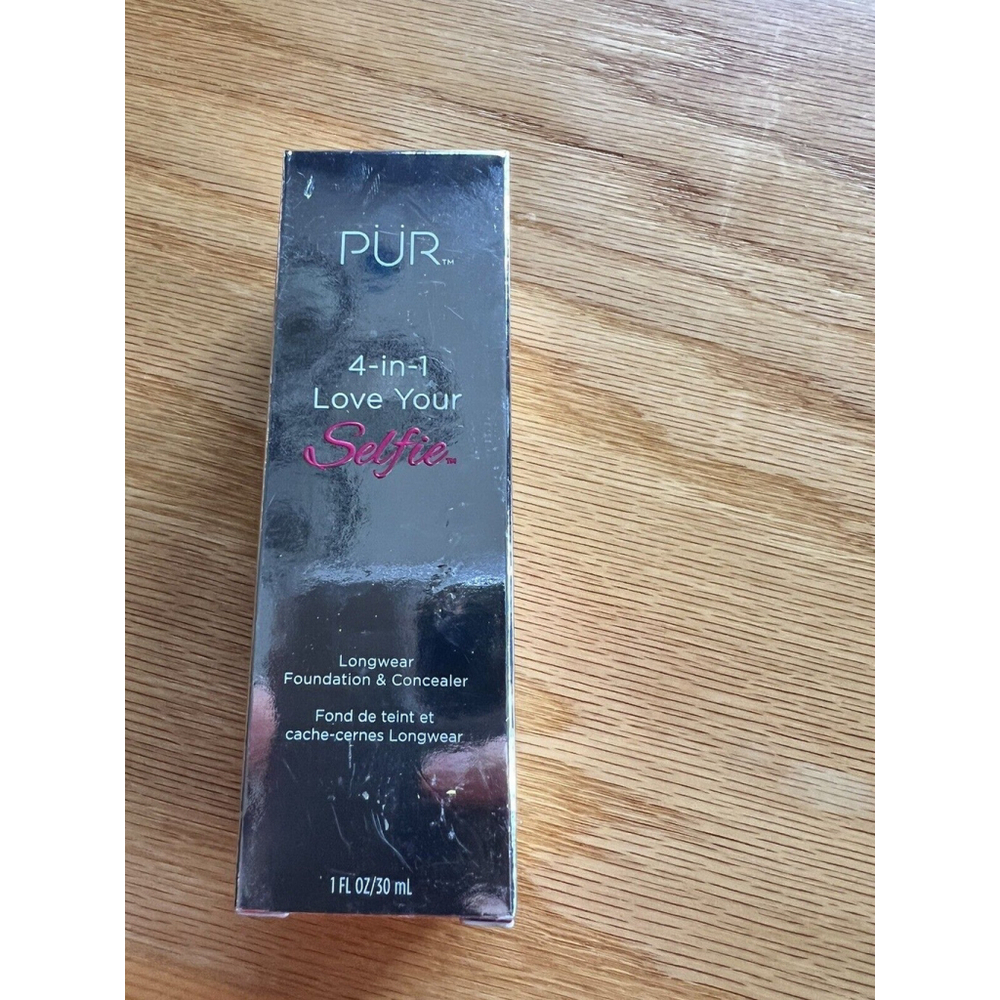 PÜR™
4-in-1
Love Your
Selfie™
Longwear
Foundation & Concealer
Fond de teint et
cache-cernes Longwear
1 FL OZ/30 mL